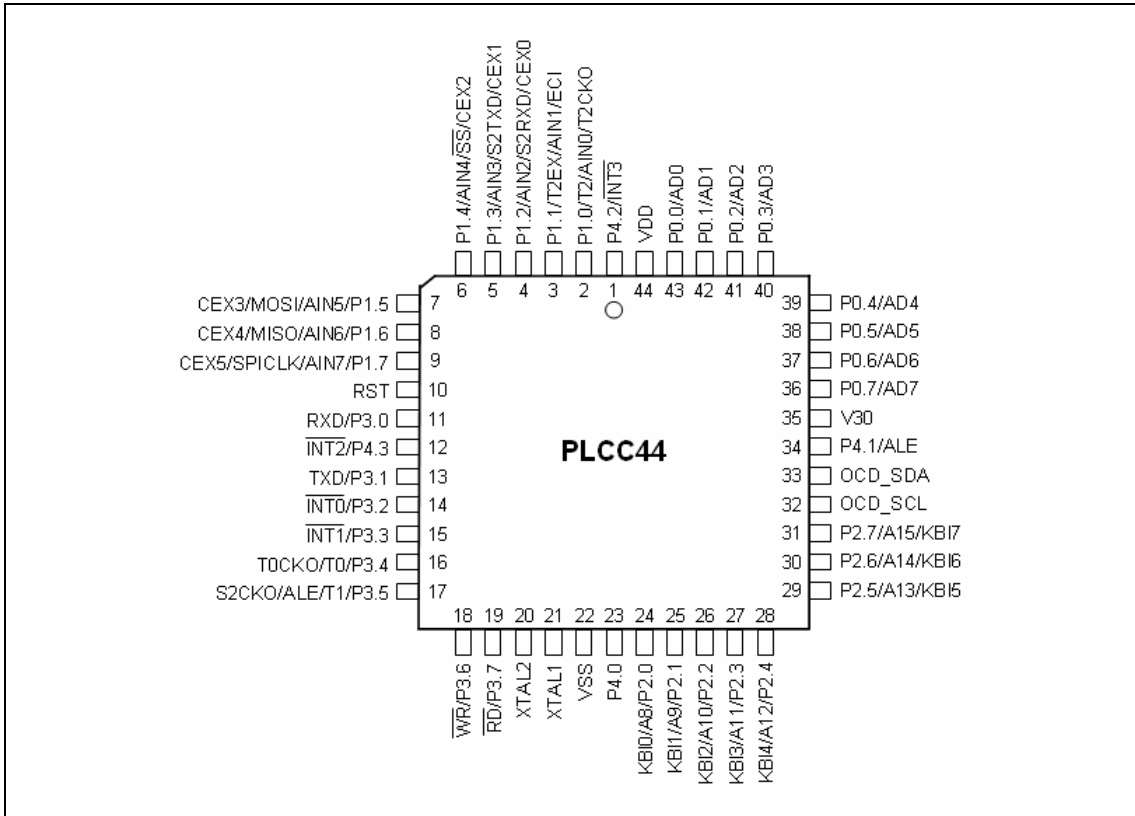 P1.4/AIN4/SS/CEX2
P1.3/AIN3/S2TXD/CEX1
P1.2/AIN2/S2RXD/CEX0
P1.1/T2EX/AIN1/ECI
P1.0/T2/AIN0/T2CKO
P4.2/INT3
VDD
P0.0/AD0
P0.1/AD1
P0.2/AD2
P0.3/AD3
6 5 4 3 2 1 44 43 42 41 40
CEX3/MOSI/AIN5/P1.5 7
CEX4/MISO/AIN6/P1.6 8
CEX5/SPICLK/AIN7/P1.7 9
RST 10
RXD/P3.0 11
INT2/P4.3 12
TXD/P3.1 13
INT0/P3.2 14
INT1/P3.3 15
T0CKO/T0/P3.4 16
S2CKO/ALE/T1/P3.5 17
PLCC44
39 P0.4/AD4
38 P0.5/AD5
37 P0.6/AD6
36 P0.7/AD7
35 V30
34 P4.1/ALE
33 OCD_SDA
32 OCD_SCL
31 P2.7/A15/KBI7
30 P2.6/A14/KBI6
29 P2.5/A13/KBI5
18 19 20 21 22 23 24 25 26 27 28
WR/P3.6
RD/P3.7
XTAL2
XTAL1
VSS
P4.0
KBI0/A8/P2.0
KBI1/A9/P2.1
KBI2/A10/P2.2
KBI3/A11/P2.3
KBI4/A12/P2.4